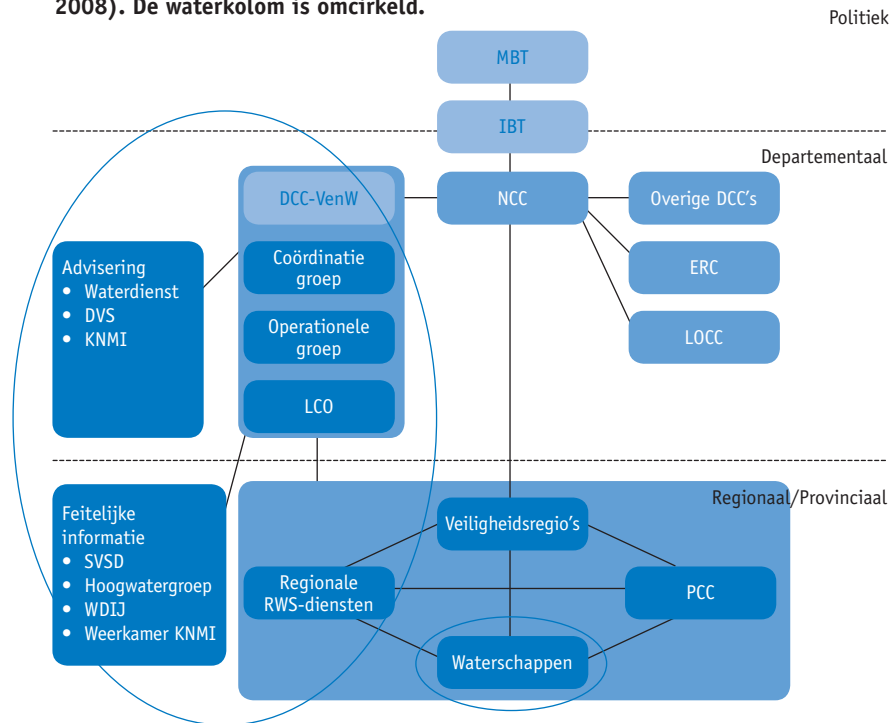 2008). De waterkolom is omcirkeld.
Politiek
MBT
IBT
Departementaal
DCC-VenW
NCC
Overige DCC's
Coördinatie
groep
ERC
Advisering
• Waterdienst
• DVS
• KNMI
Operationele
groep
LOCC
LCO
Regionaal/Provinciaal
Feitelijke
informatie
• SVSD
• Hoogwatergroep
• WDIJ
• Weerkamer KNMI
Veiligheidsregio's
Regionale
RWS-diensten
PCC
Waterschappen